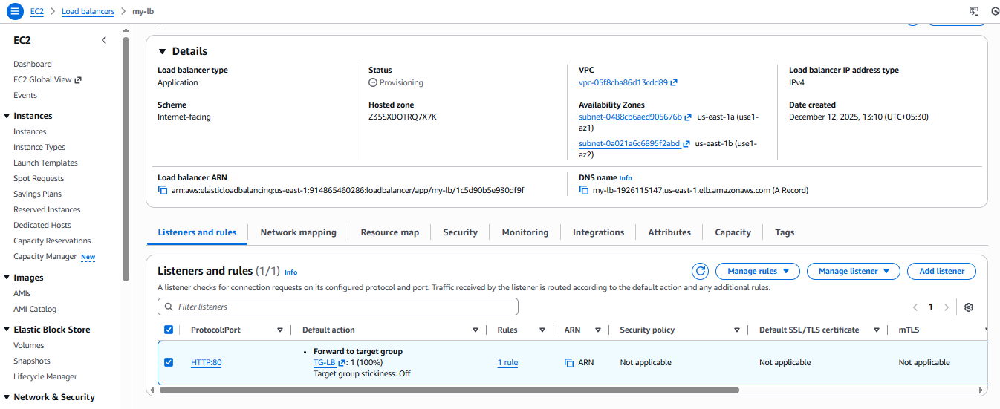 EC2 > Load balancers > my-lb
EC2
Dashboard
EC2 Global View
Events
Instances
Instances
Instance Types
Launch Templates
Spot Requests
Savings Plans
Reserved Instances
Dedicated Hosts
Capacity Reservations
Capacity Manager New
Images
AMIs
AMI Catalog
Elastic Block Store
Volumes
Snapshots
Lifecycle Manager
Network & Security
Details
Load balancer type
Application
Status
Provisioning
VPC
vpc-05f8cba86d13cdd89
Load balancer IP address type
IPv4
Scheme
Internet-facing
Hosted zone
Z35SXDOTRQ7X7K
Availability Zones
subnet-0488cb6aed905676b us-east-1a (use1-
az1)
subnet-0a021a6c6895f2abd us-east-1b (use1-
az2)
Date created
December 12, 2025, 13:10 (UTC+05:30)
Load balancer ARN
arn:aws:elasticloadbalancing:us-east-1:914865460286:loadbalancer/app/my-lb/1c5d90b5e930df9f
DNS name Info
my-lb-1926115147.us-east-1.elb.amazonaws.com (A Record)
Listeners and rules Network mapping Resource map Security Monitoring Integrations Attributes Capacity Tags
Listeners and rules (1/1) Info
Manage rules Manage listener Add listener
A listener checks for connection requests on its configured protocol and port. Traffic received by the listener is routed according to the default action and any additional rules.
Filter listeners
1
Protocol:Port Default action Rules ARN Security policy Default SSL/TLS certificate mTLS
HTTP:80
• Forward to target group
TG-LB : 1 (100%)
Target group stickiness: Off
1 rule
ARN
Not applicable
Not applicable
Not applicable